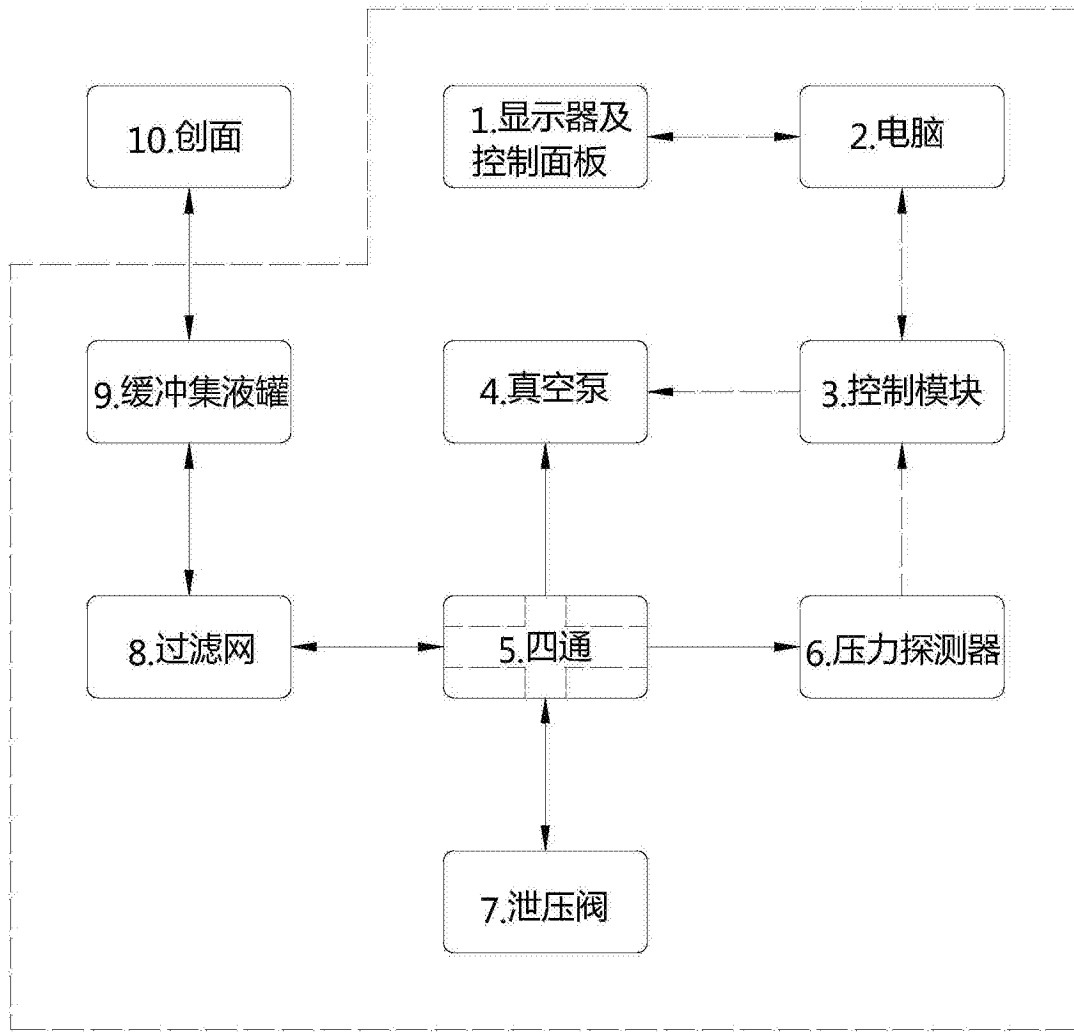 10.创面
1.显示器及
控制面板
2.电脑
9.缓冲集液罐
4.真空泵
3.控制模块
8.过滤网
5.四通
6.压力探测器
7.泄压阀